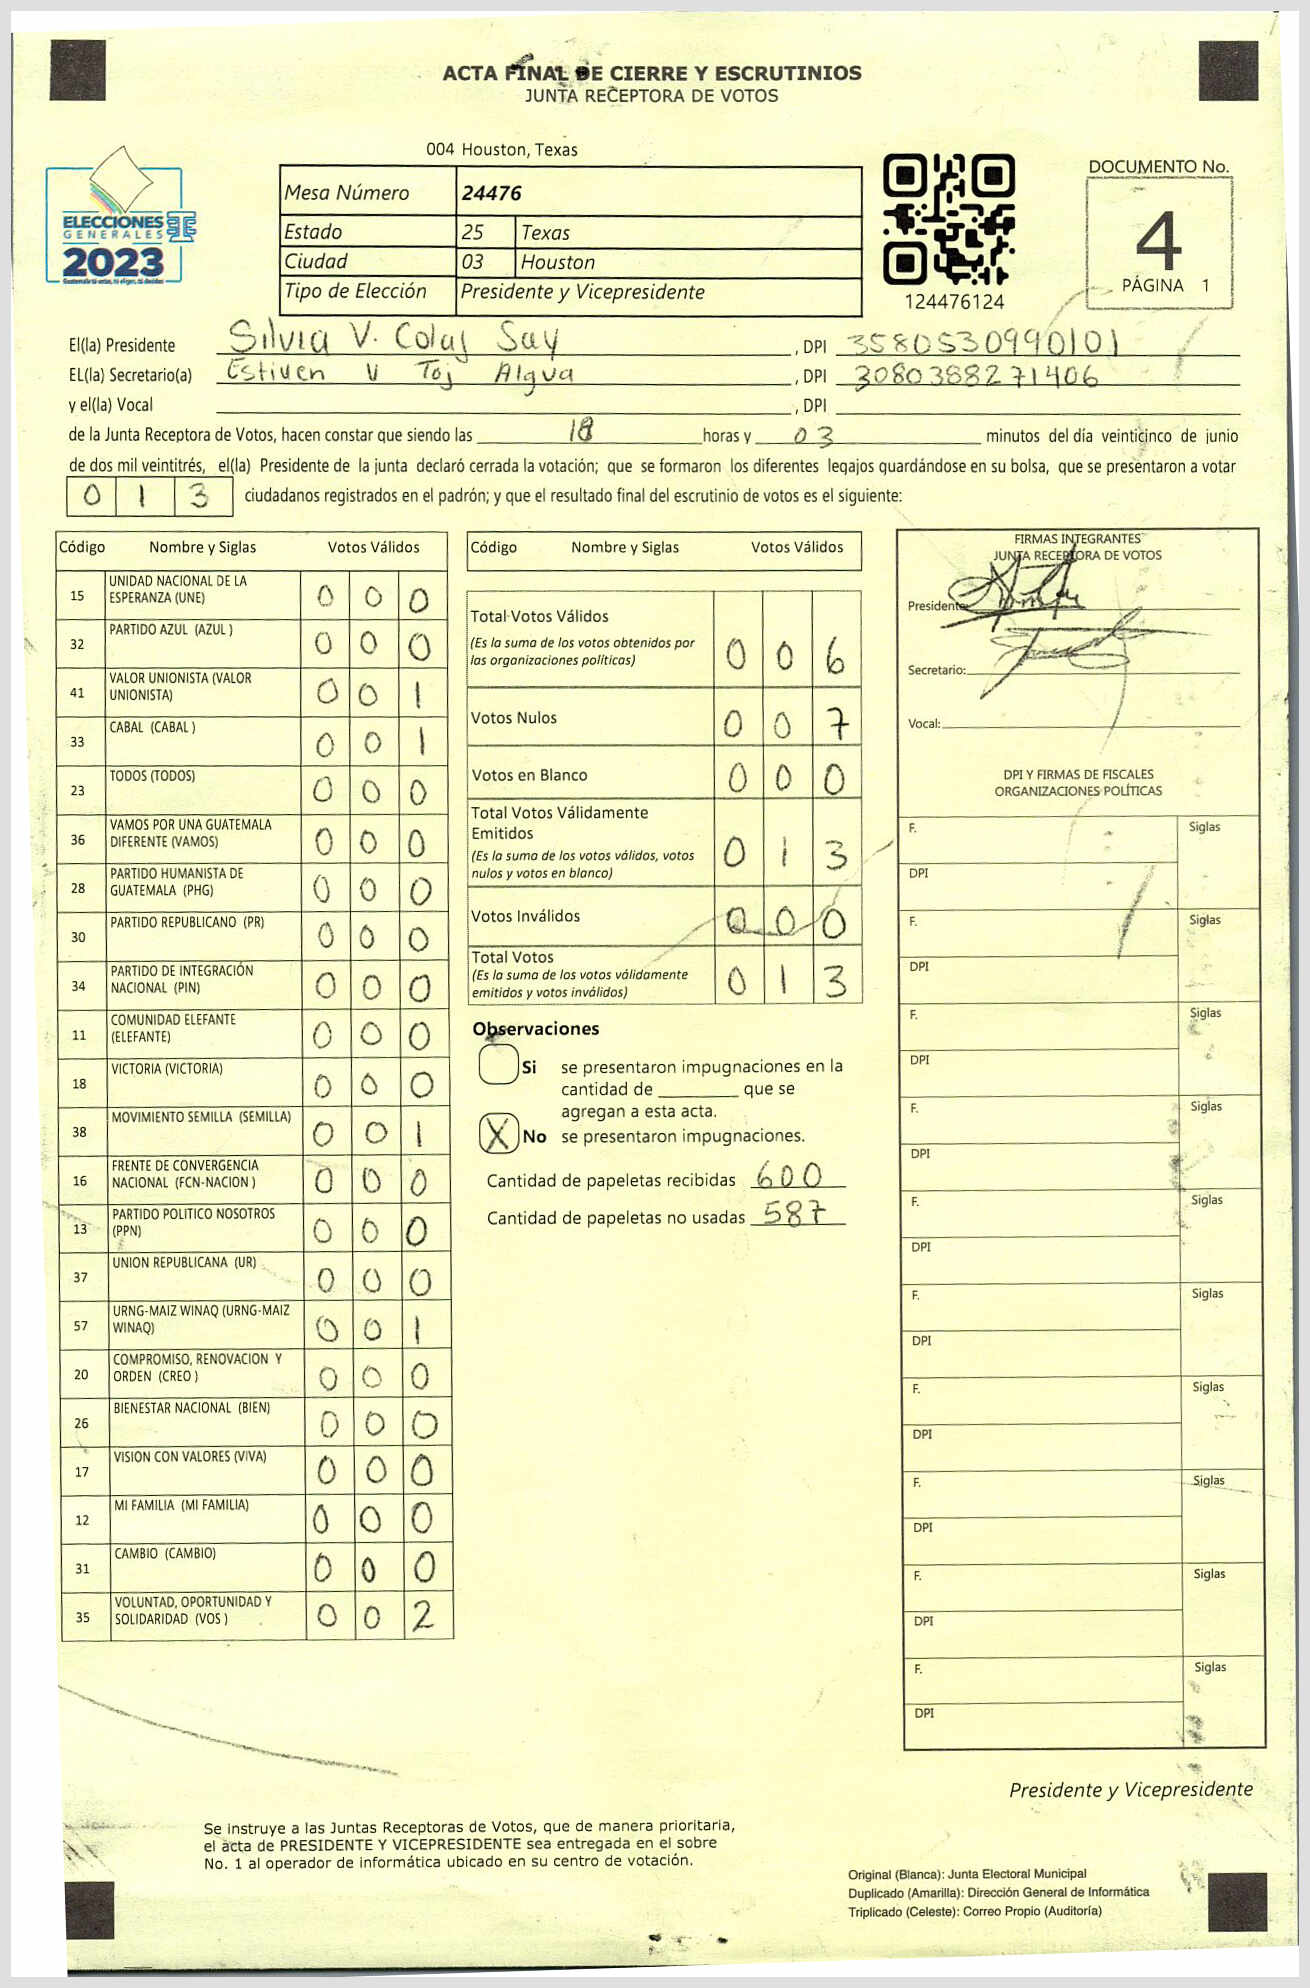 ACTA FINAL DE CIERRE Y ESCRUTINIOS
JUNTA RECEPTORA DE VOTOS
004 Houston, Texas
ELECCIONES
GENERALES
2023
Mesa Número 24476
Estado 25 Texas
Ciudad 03 Houston
Tipo de Elección Presidente y Vicepresidente
124476124
DOCUMENTO No.
4
PÁGINA 1
El(la) Presidente Silvia V. Colaj Say, DPI 3580530990101
EL(la) Secretario(a) Estiven V Toj Algua, DPI 3080388271406
y el(la) Vocal , DPI
de la Junta Receptora de Votos, hacen constar que siendo las 18 horas y 03 minutos del día veinticinco de junio
de dos mil veintitrés, el(la) Presidente de la junta declaró cerrada la votación; que se formaron los diferentes legajos guardándose en su bolsa, que se presentaron a votar
0 1 3 ciudadanos registrados en el padrón; y que el resultado final del escrutinio de votos es el siguiente:
Código Nombre y Siglas Votos Válidos
15 UNIDAD NACIONAL DE LA ESPERANZA (UNE) 0 0 0
32 PARTIDO AZUL (AZUL ) 0 0 0
41 VALOR UNIONISTA (VALOR UNIONISTA) 0 0 1
33 CABAL (CABAL ) 0 0 1
23 TODOS (TODOS) 0 0 0
36 VAMOS POR UNA GUATEMALA DIFERENTE (VAMOS) 0 0 0
28 PARTIDO HUMANISTA DE GUATEMALA (PHG) 0 0 0
30 PARTIDO REPUBLICANO (PR) 0 0 0
34 PARTIDO DE INTEGRACIÓN NACIONAL (PIN) 0 0 0
11 COMUNIDAD ELEFANTE (ELEFANTE) 0 0 0
18 VICTORIA (VICTORIA) 0 0 0
38 MOVIMIENTO SEMILLA (SEMILLA) 0 0 1
16 FRENTE DE CONVERGENCIA NACIONAL (FCN-NACION ) 0 0 0
13 PARTIDO POLITICO NOSOTROS (PPN) 0 0 0
37 UNION REPUBLICANA (UR) 0 0 0
57 URNG-MAIZ WINAQ (URNG-MAIZ WINAQ) 0 0 1
20 COMPROMISO, RENOVACION Y ORDEN (CREO ) 0 0 0
26 BIENESTAR NACIONAL (BIEN) 0 0 0
17 VISION CON VALORES (VIVA) 0 0 0
12 MI FAMILIA (MI FAMILIA) 0 0 0
31 CAMBIO (CAMBIO) 0 0 0
35 VOLUNTAD, OPORTUNIDAD Y SOLIDARIDAD (VOS ) 0 0 2
Código Nombre y Siglas Votos Válidos
Total Votos Válidos
(Es la suma de los votos obtenidos por
las organizaciones políticas) 0 0 6
Votos Nulos 0 0 7
Votos en Blanco 0 0 0
Total Votos Válidamente
Emitidos
(Es la suma de los votos válidos, votos
nulos y votos en blanco) 0 1 3
Votos Inválidos 0 0 0
Total Votos
(Es la suma de los votos válidamente
emitidos y votos inválidos) 0 1 3
Observaciones
Si se presentaron impugnaciones en la
cantidad de ________ que se
agregan a esta acta.
X No se presentaron impugnaciones.
Cantidad de papeletas recibidas 600
Cantidad de papeletas no usadas 587
FIRMAS INTEGRANTES
JUNTA RECEPTORA DE VOTOS
Presidente:
Secretario:
Vocal:
DPI Y FIRMAS DE FISCALES
ORGANIZACIONES POLÍTICAS
F. Siglas
DPI
F. Siglas
DPI
F. Siglas
DPI
F. Siglas
DPI
F. Siglas
DPI
F. Siglas
DPI
F. Siglas
DPI
F. Siglas
DPI
F. Siglas
DPI
F. Siglas
DPI
Presidente y Vicepresidente
Se instruye a las Juntas Receptoras de Votos, que de manera prioritaria,
el acta de PRESIDENTE Y VICEPRESIDENTE sea entregada en el sobre
No. 1 al operador de informática ubicado en su centro de votación.
Original (Blanca): Junta Electoral Municipal
Duplicado (Amarilla): Dirección General de Informática
Triplicado (Celeste): Correo Propio (Auditoría)